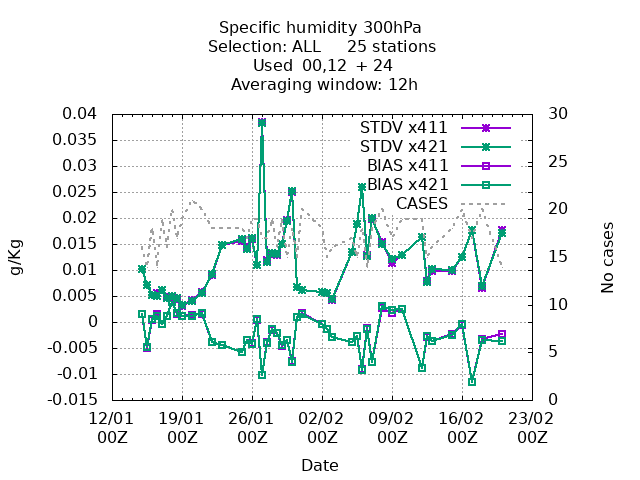 Specific humidity 300hPa
Selection: ALL     25 stations
Used  00,12  + 24
Averaging window: 12h
g/Kg
No cases
0.04
0.035
0.03
0.025
0.02
0.015
0.01
0.005
0
-0.005
-0.01
-0.015
30
25
20
15
10
5
0
STDV x411
STDV x421
BIAS x411
BIAS x421
CASES
12/01 19/01 26/01 02/02 09/02 16/02 23/02
00Z 00Z 00Z 00Z 00Z 00Z 00Z
Date